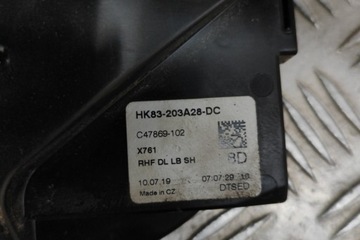 HK83-203A28-DC
C47869-102
X761
RHF DL LB SH
8D
10.07.19 07:07:29
Made in CZ DTSED